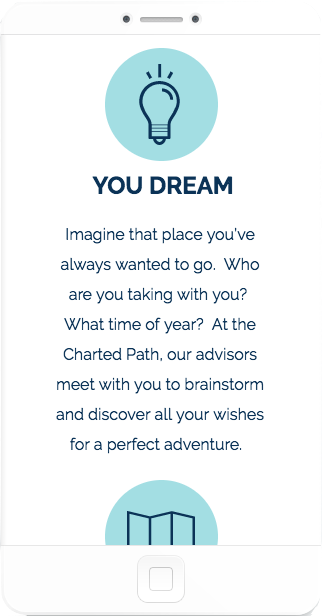 YOU DREAM
Imagine that place you've
always wanted to go.  Who
are you taking with you?
What time of year?  At the
Charted Path, our advisors
meet with you to brainstorm
and discover all your wishes
for a perfect adventure.